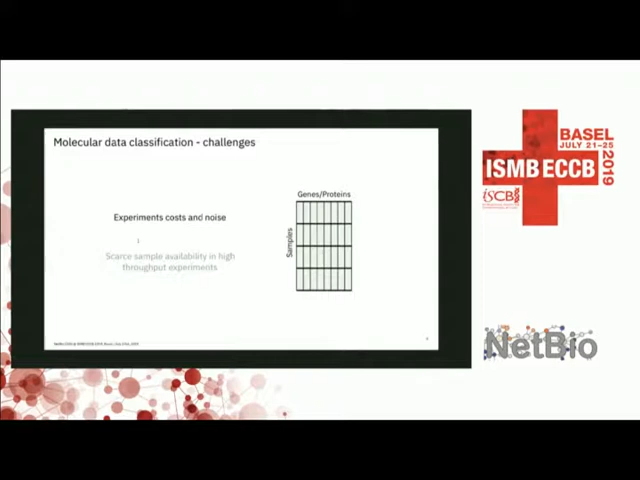 Molecular data classification - challenges
Experiments costs and noise
Scarce sample availability in high
throughput experiments
Genes/Proteins
Samples
BASEL
JULY 21-25
2019
ISMB ECCB
iSCB
NetBio